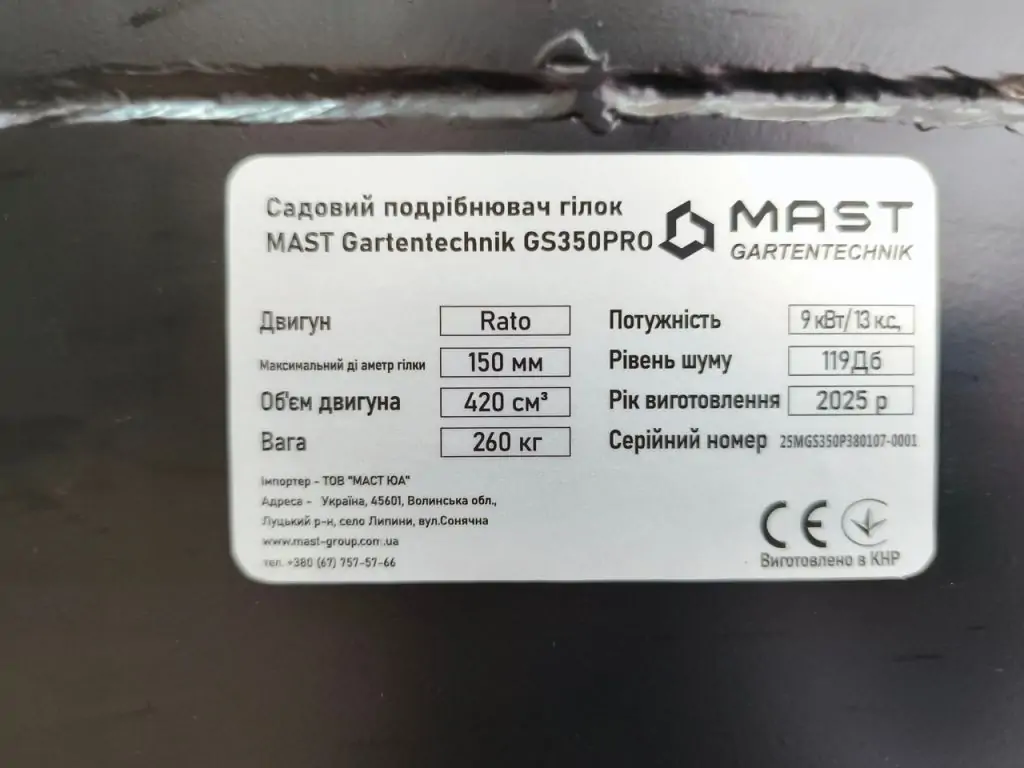 Садовий подрібнювач гілок
MAST Gartentechnik GS350PRO
MAST
GARTENTECHNIK
Двигун Rato Потужність 9 кВт/13 к.с,
Максимальний ді аметр гілки 150 мм Рівень шуму 119Дб
Об'єм двигуна 420 см³ Рік виготовлення 2025 р
Вага 260 кг Серійний номер 25MGS350P380107-0001
Імпортер - ТОВ "МАСТ ЮА"
Адреса - Україна, 45601, Волинська обл.,
Луцький р-н, село Липини, вул.Сонячна
www.mast-group.com.ua
тел. +380 (67) 757-57-66
CE
Виготовлено в КНР